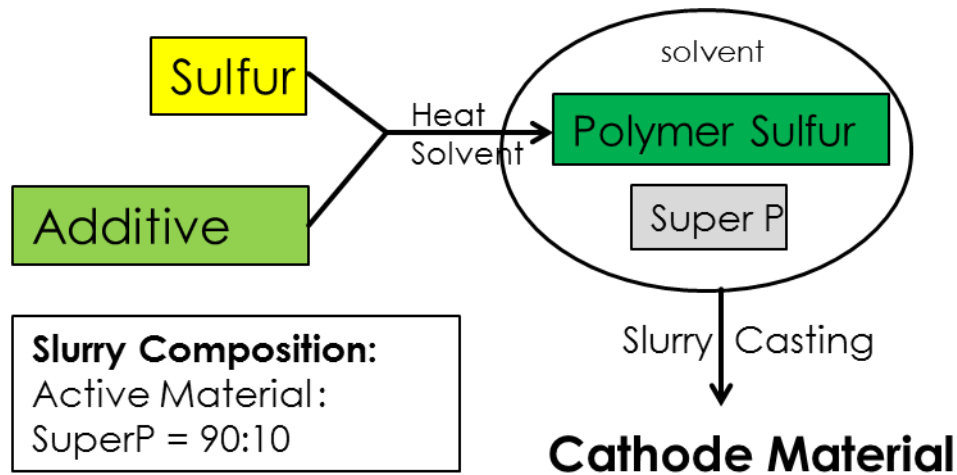 Sulfur
Additive
Heat
Solvent
solvent
Polymer Sulfur
Super P
Slurry Casting
Cathode Material
Slurry Composition:
Active Material:
SuperP = 90:10